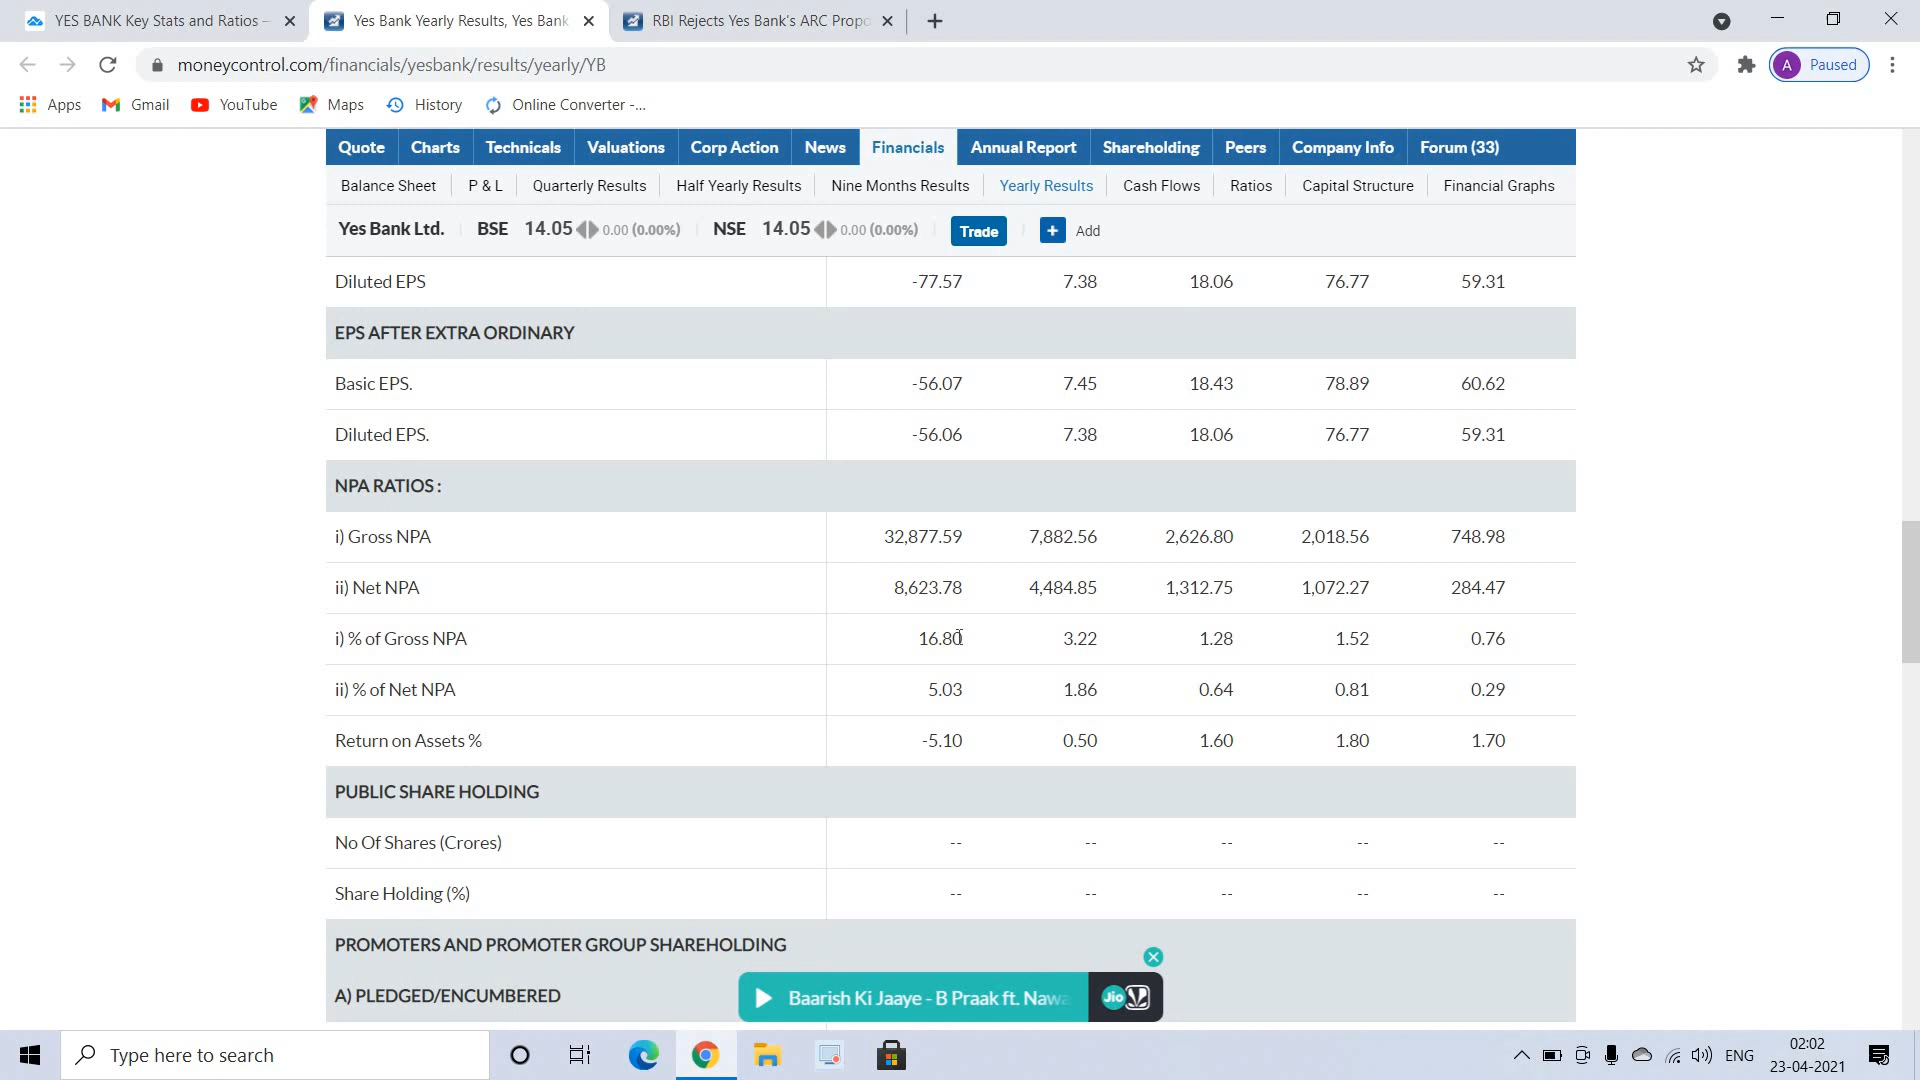 YES BANK Key Stats and Ratios –
Yes Bank Yearly Results, Yes Bank
RBI Rejects Yes Bank's ARC Propo
moneycontrol.com/financials/yesbank/results/yearly/YB
A Paused
Apps Gmail YouTube Maps History Online Converter -...
Quote Charts Technicals Valuations Corp Action News Financials Annual Report Shareholding Peers Company Info Forum (33)
Balance Sheet P & L Quarterly Results Half Yearly Results Nine Months Results Yearly Results Cash Flows Ratios Capital Structure Financial Graphs
Yes Bank Ltd. BSE 14.05 0.00 (0.00%) NSE 14.05 0.00 (0.00%) Trade + Add
Diluted EPS -77.57 7.38 18.06 76.77 59.31
EPS AFTER EXTRA ORDINARY
Basic EPS. -56.07 7.45 18.43 78.89 60.62
Diluted EPS. -56.06 7.38 18.06 76.77 59.31
NPA RATIOS :
i) Gross NPA 32,877.59 7,882.56 2,626.80 2,018.56 748.98
ii) Net NPA 8,623.78 4,484.85 1,312.75 1,072.27 284.47
i) % of Gross NPA 16.80 3.22 1.28 1.52 0.76
ii) % of Net NPA 5.03 1.86 0.64 0.81 0.29
Return on Assets % -5.10 0.50 1.60 1.80 1.70
PUBLIC SHARE HOLDING
No Of Shares (Crores) -- -- -- -- --
Share Holding (%) -- -- -- -- --
PROMOTERS AND PROMOTER GROUP SHAREHOLDING
A) PLEDGED/ENCUMBERED
Baarish Ki Jaaye - B Praak ft. Nawa
Jio
Type here to search
ENG
02:02
23-04-2021